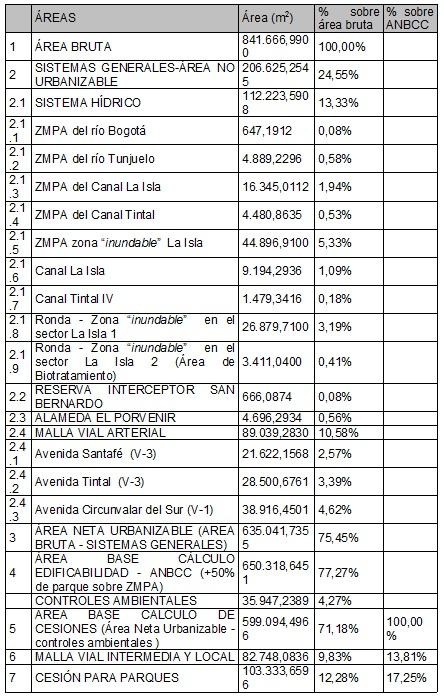 ÁREAS Área (m²) % sobre área bruta % sobre ANBCC
1 ÁREA BRUTA 841.666,9900 100,00%
2 SISTEMAS GENERALES-ÁREA NO URBANIZABLE 206.625,2545 24,55%
2.1 SISTEMA HÍDRICO 112.223,5908 13,33%
2.1.1 ZMPA del río Bogotá 647,1912 0,08%
2.1.2 ZMPA del río Tunjuelo 4.889,2296 0,58%
2.1.3 ZMPA del Canal La Isla 16.345,0112 1,94%
2.1.4 ZMPA del Canal Tintal 4.480,8635 0,53%
2.1.5 ZMPA zona “inundable” La Isla 44.896,9100 5,33%
2.1.6 Canal La Isla 9.194,2936 1,09%
2.1.7 Canal Tintal IV 1.479,3416 0,18%
2.1.8 Ronda - Zona “inundable” en el sector La Isla 1 26.879,7100 3,19%
2.1.9 Ronda - Zona “inundable” en el sector La Isla 2 (Área de Biotratamiento) 3.411,0400 0,41%
2.2 RESERVA INTERCEPTOR SAN BERNARDO 666,0874 0,08%
2.3 ALAMEDA EL PORVENIR 4.696,2934 0,56%
2.4 MALLA VIAL ARTERIAL 89.039,2830 10,58%
2.4.1 Avenida Santafé (V-3) 21.622,1568 2,57%
2.4.2 Avenida Tintal (V-3) 28.500,6761 3,39%
2.4.3 Avenida Circunvalar del Sur (V-1) 38.916,4501 4,62%
3 ÁREA NETA URBANIZABLE (AREA BRUTA - SISTEMAS GENERALES) 635.041,7355 75,45%
4 ÁREA BASE CÁLCULO EDIFICABILIDAD - ANBCC (+50% de parque sobre ZMPA) 650.318,6451 77,27%
CONTROLES AMBIENTALES 35.947,2389 4,27%
5 AREA BASE CALCULO DE CESIONES (Área Neta Urbanizable - controles ambientales ) 599.094,4966 71,18% 100,00%
6 MALLA VIAL INTERMEDIA Y LOCAL 82.748,0836 9,83% 13,81%
7 CESIÓN PARA PARQUES 103.333,6596 12,28% 17,25%